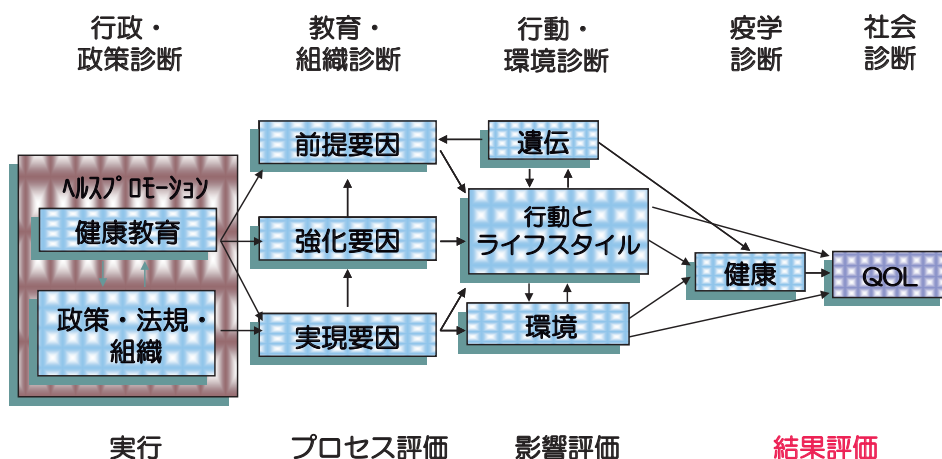 行政・
政策診断
教育・
組織診断
行動・
環境診断
疫学
診断
社会
診断
ヘルスプロモーション
健康教育
政策・法規・
組織
前提要因
強化要因
実現要因
遺伝
行動と
ライフスタイル
環境
健康
QOL
実行
プロセス評価
影響評価
結果評価